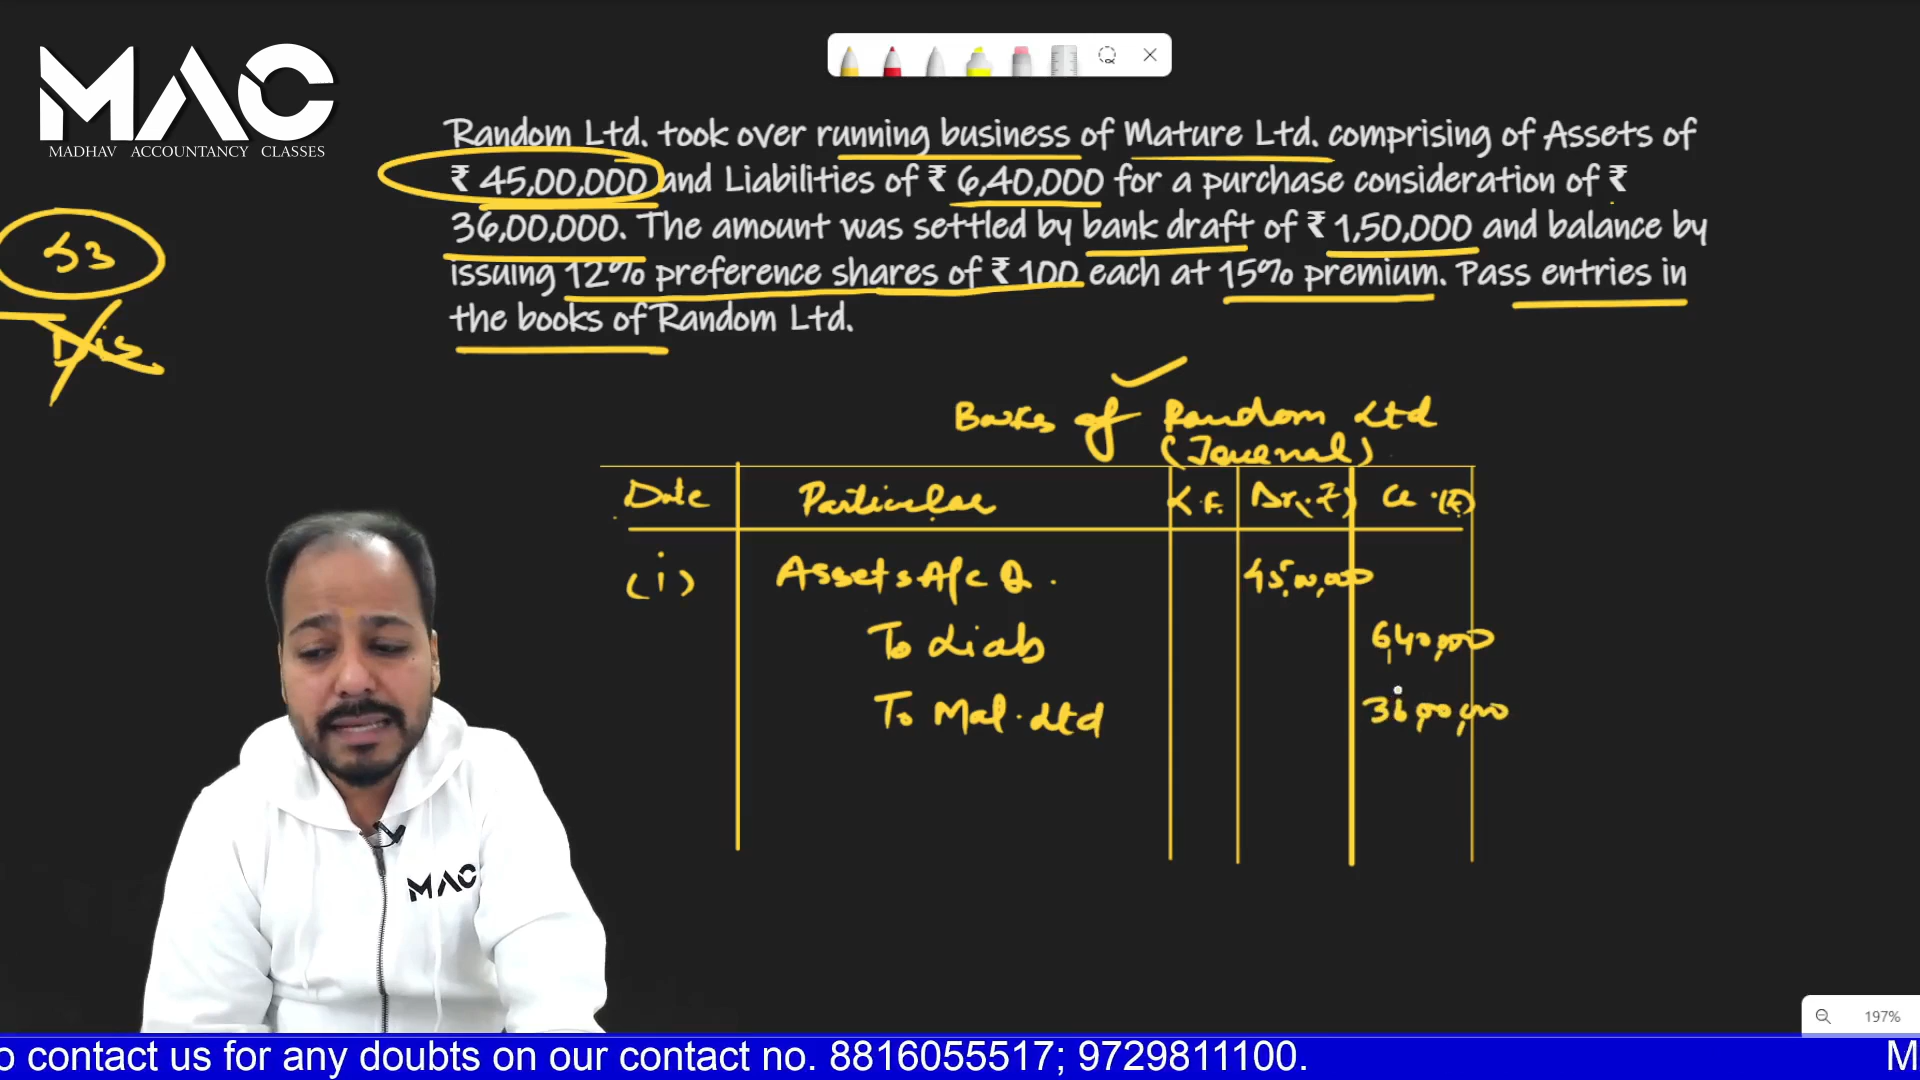 MAC
MADHAV ACCOUNTANCY CLASSES
Random Ltd. took over running business of Mature Ltd. comprising of Assets of
₹ 45,00,000 and Liabilities of ₹ 6,40,000 for a purchase consideration of ₹
36,00,000. The amount was settled by bank draft of ₹ 1,50,000 and balance by
issuing 12% preference shares of ₹ 100 each at 15% premium. Pass entries in
the books of Random Ltd.
53
Dis
Books of Random Ltd
(Journal)
Date Particular L.F. Dr.(₹) Cr.(₹)
(i) Assets A/c Dr. 45,00,000
To Liab 6,40,000
To Mat. Ltd 36,00,000
MAC
197%
o contact us for any doubts on our contact no. 8816055517; 9729811100. M